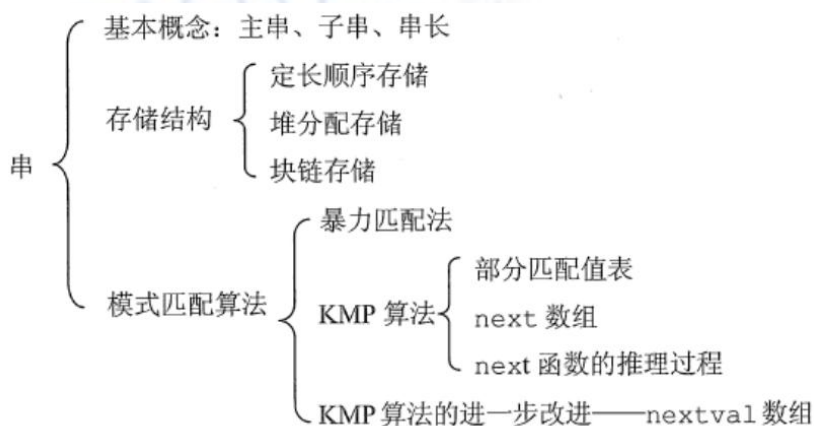 基本概念：主串、子串、串长
定长顺序存储
存储结构
堆分配存储
块链存储
串
暴力匹配法
部分匹配值表
模式匹配算法
KMP 算法
next 数组
next 函数的推理过程
KMP 算法的进一步改进——nextval 数组